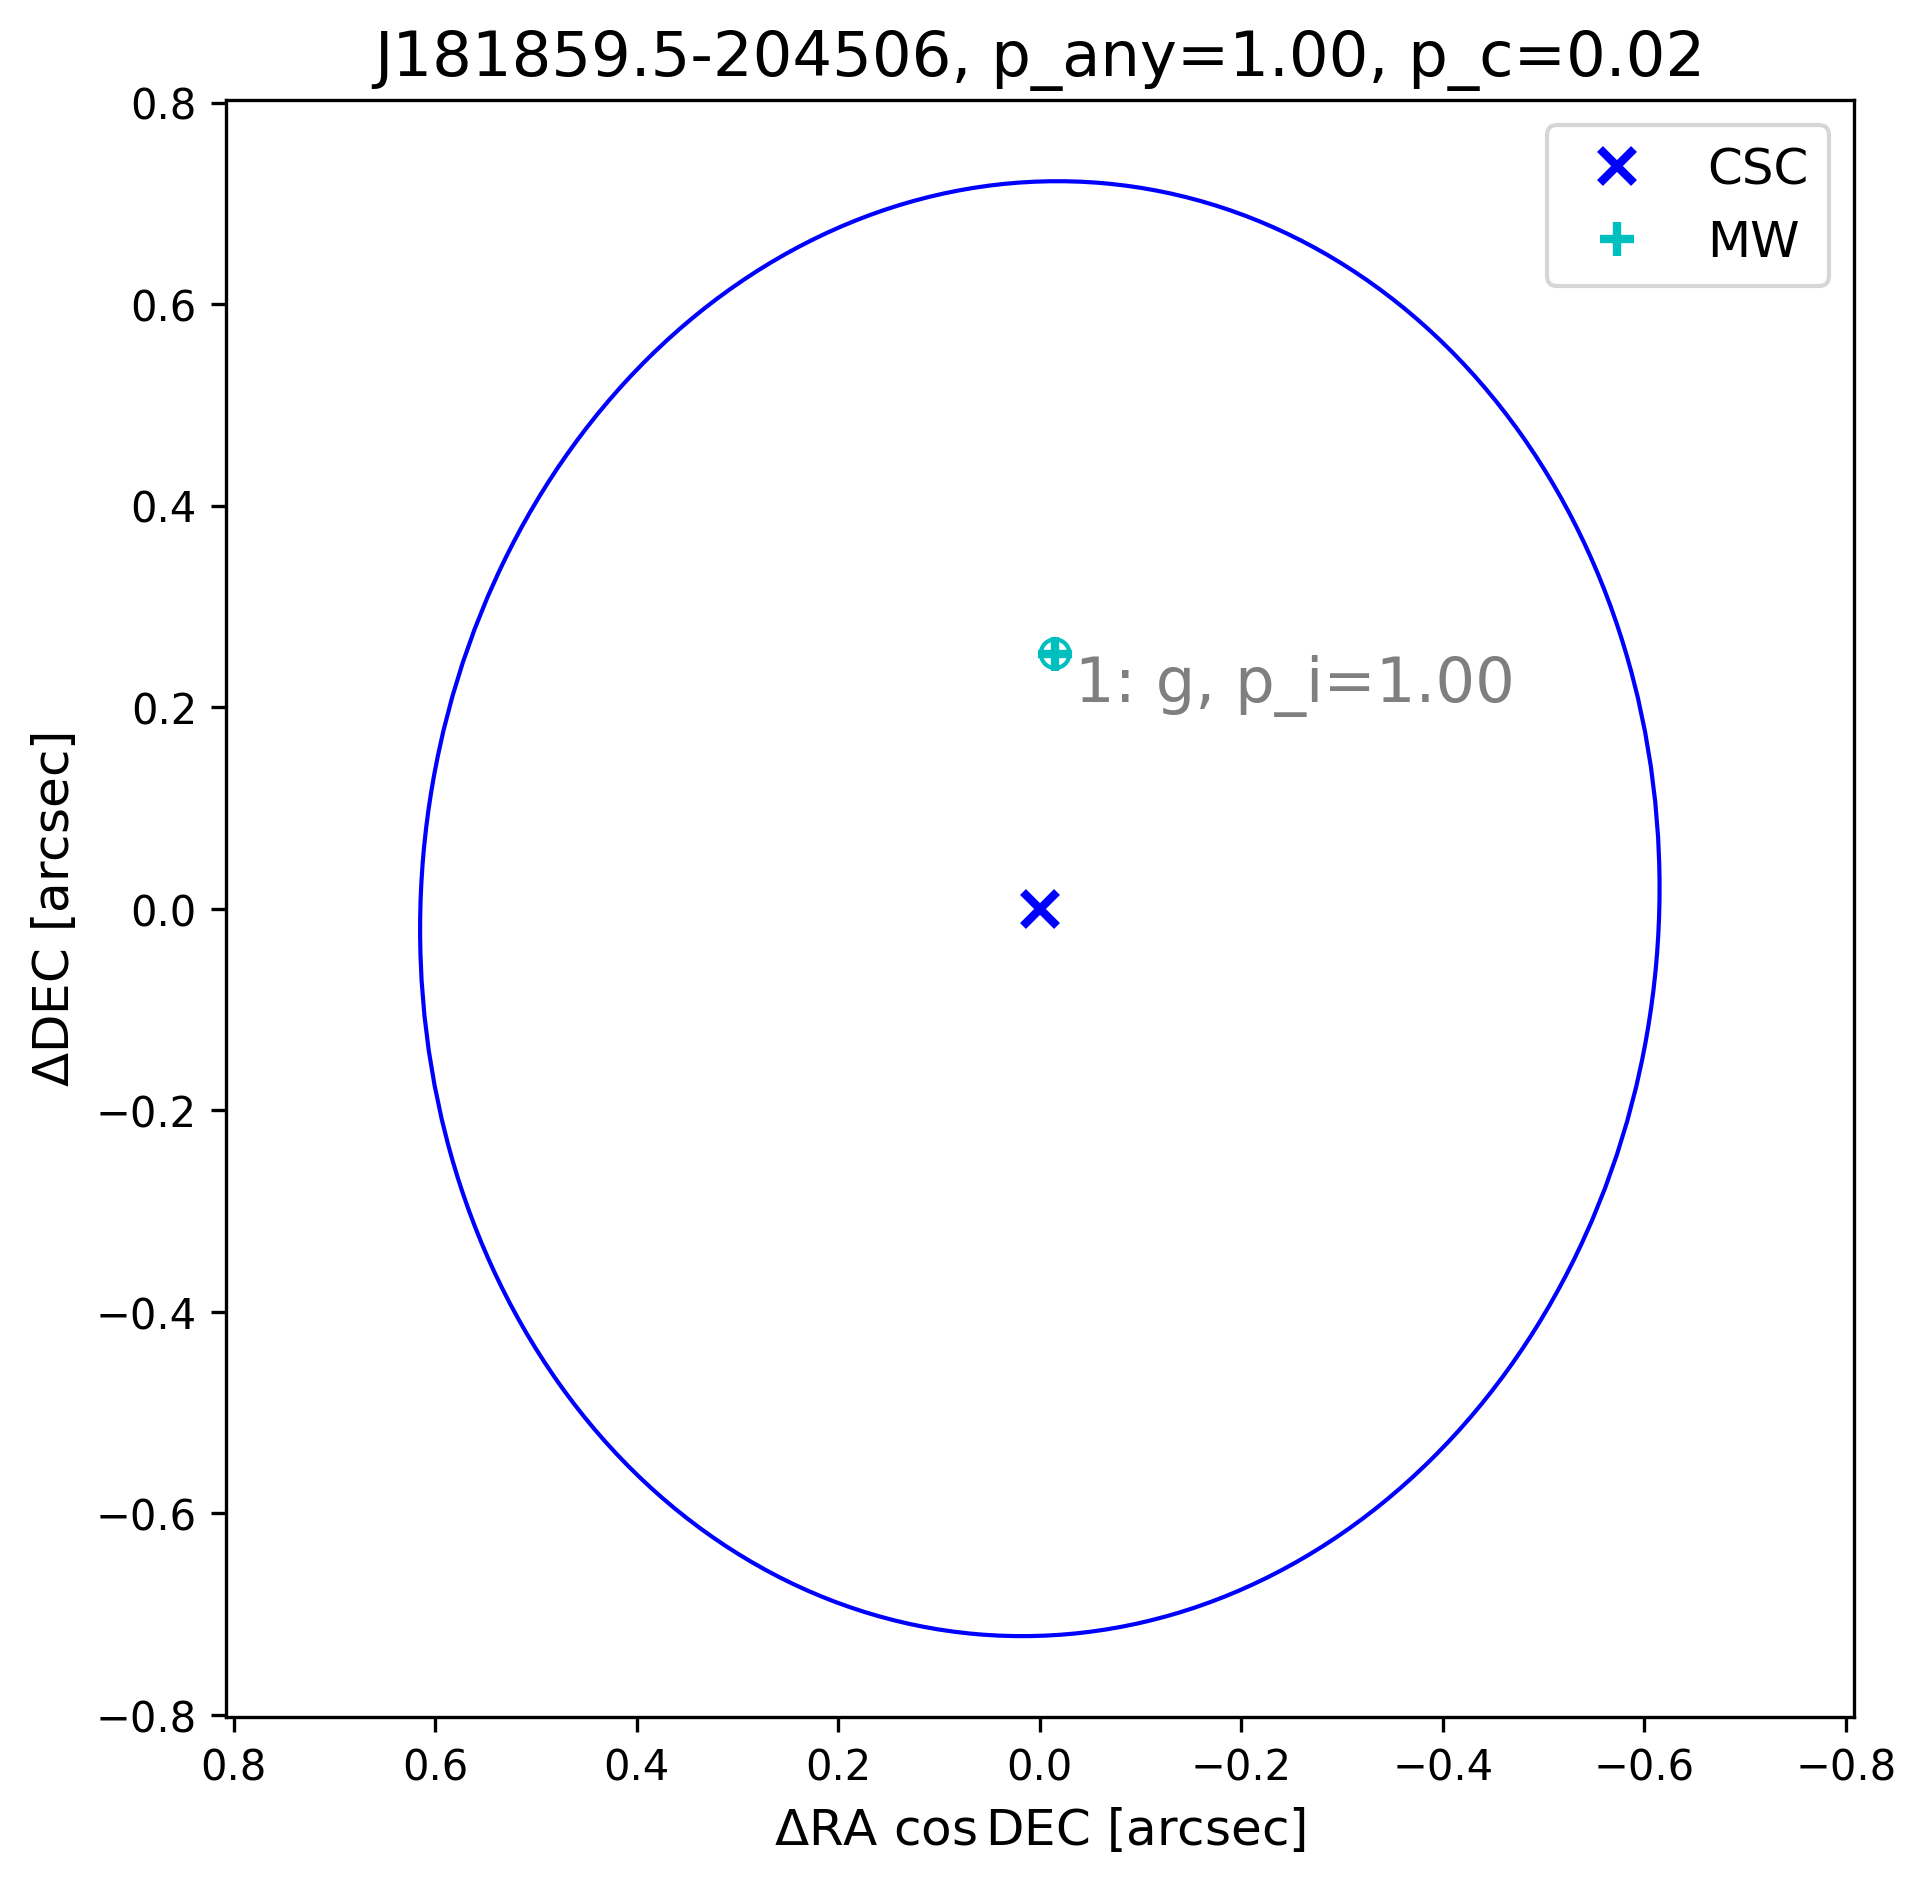 J181859.5-204506, p_any=1.00, p_c=0.02
CSC
MW
1: g, p_i=1.00
0.8
0.6
0.4
0.2
0.0
−0.2
−0.4
−0.6
−0.8
ΔDEC [arcsec]
0.8 0.6 0.4 0.2 0.0 −0.2 −0.4 −0.6 −0.8
ΔRA cos DEC [arcsec]